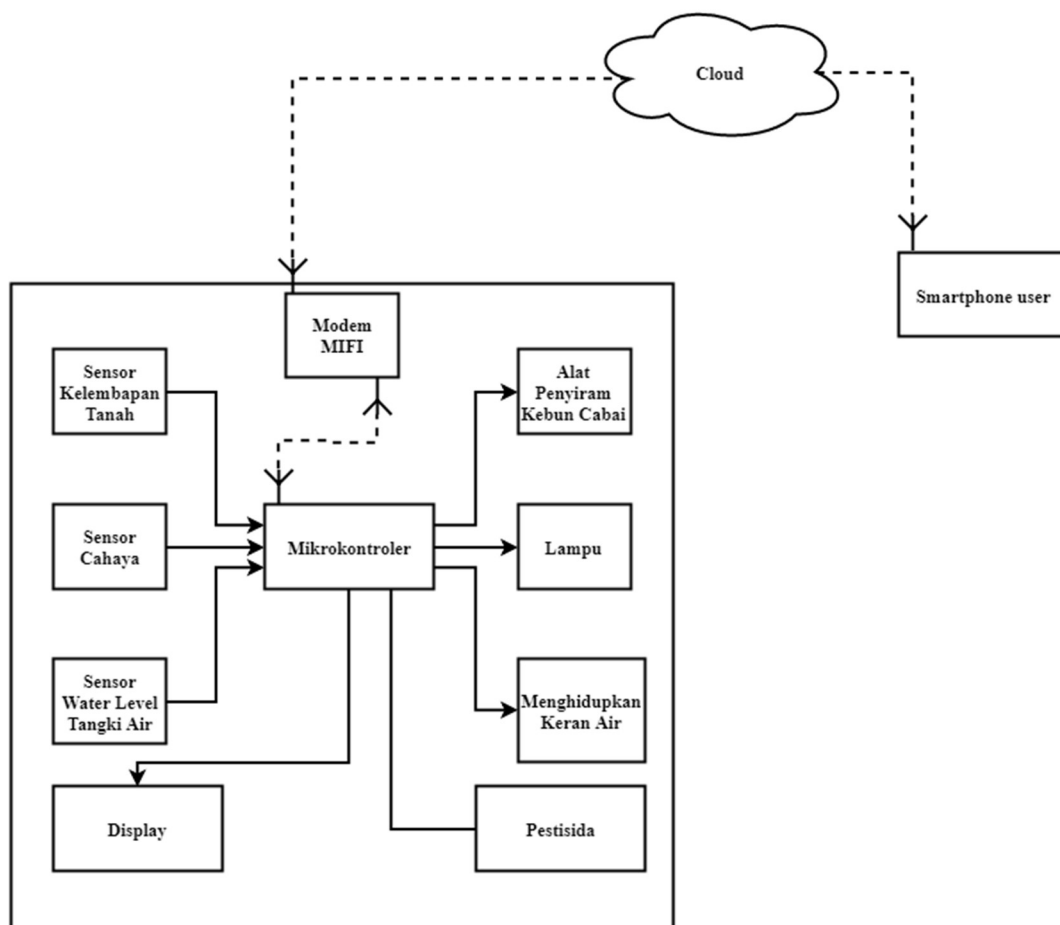 Cloud
Smartphone user
Modem
MIFI
Sensor
Kelembapan
Tanah
Alat
Penyiram
Kebun Cabai
Sensor
Cahaya
Mikrokontroler
Lampu
Sensor
Water Level
Tangki Air
Menghidupkan
Keran Air
Display
Pestisida